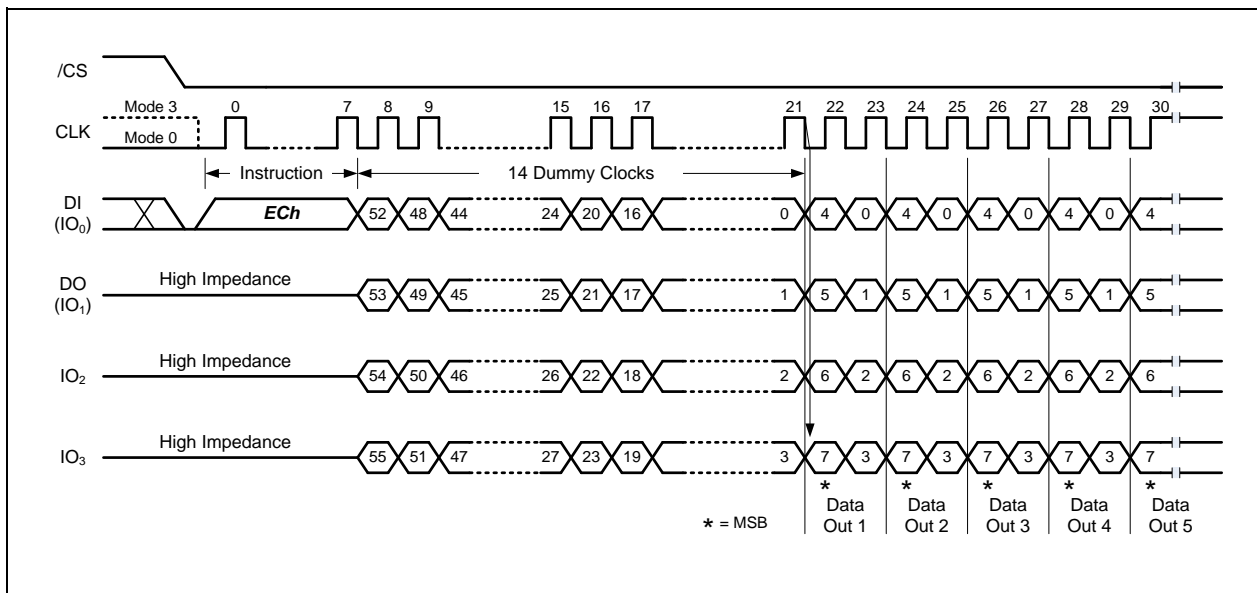 /CS
Mode 3 0 7 8 9 15 16 17 21 22 23 24 25 26 27 28 29 30
CLK
Mode 0
Instruction 14 Dummy Clocks
DI
(IO0) ECh 52 48 44 24 20 16 0 4 0 4 0 4 0 4 0 4
DO
(IO1) High Impedance 53 49 45 25 21 17 1 5 1 5 1 5 1 5 1 5
IO2 High Impedance 54 50 46 26 22 18 2 6 2 6 2 6 2 6 2 6
IO3 High Impedance 55 51 47 27 23 19 3 7 3 7 3 7 3 7 3 7
* * * * *
* = MSB
Data Out 1
Data Out 2
Data Out 3
Data Out 4
Data Out 5